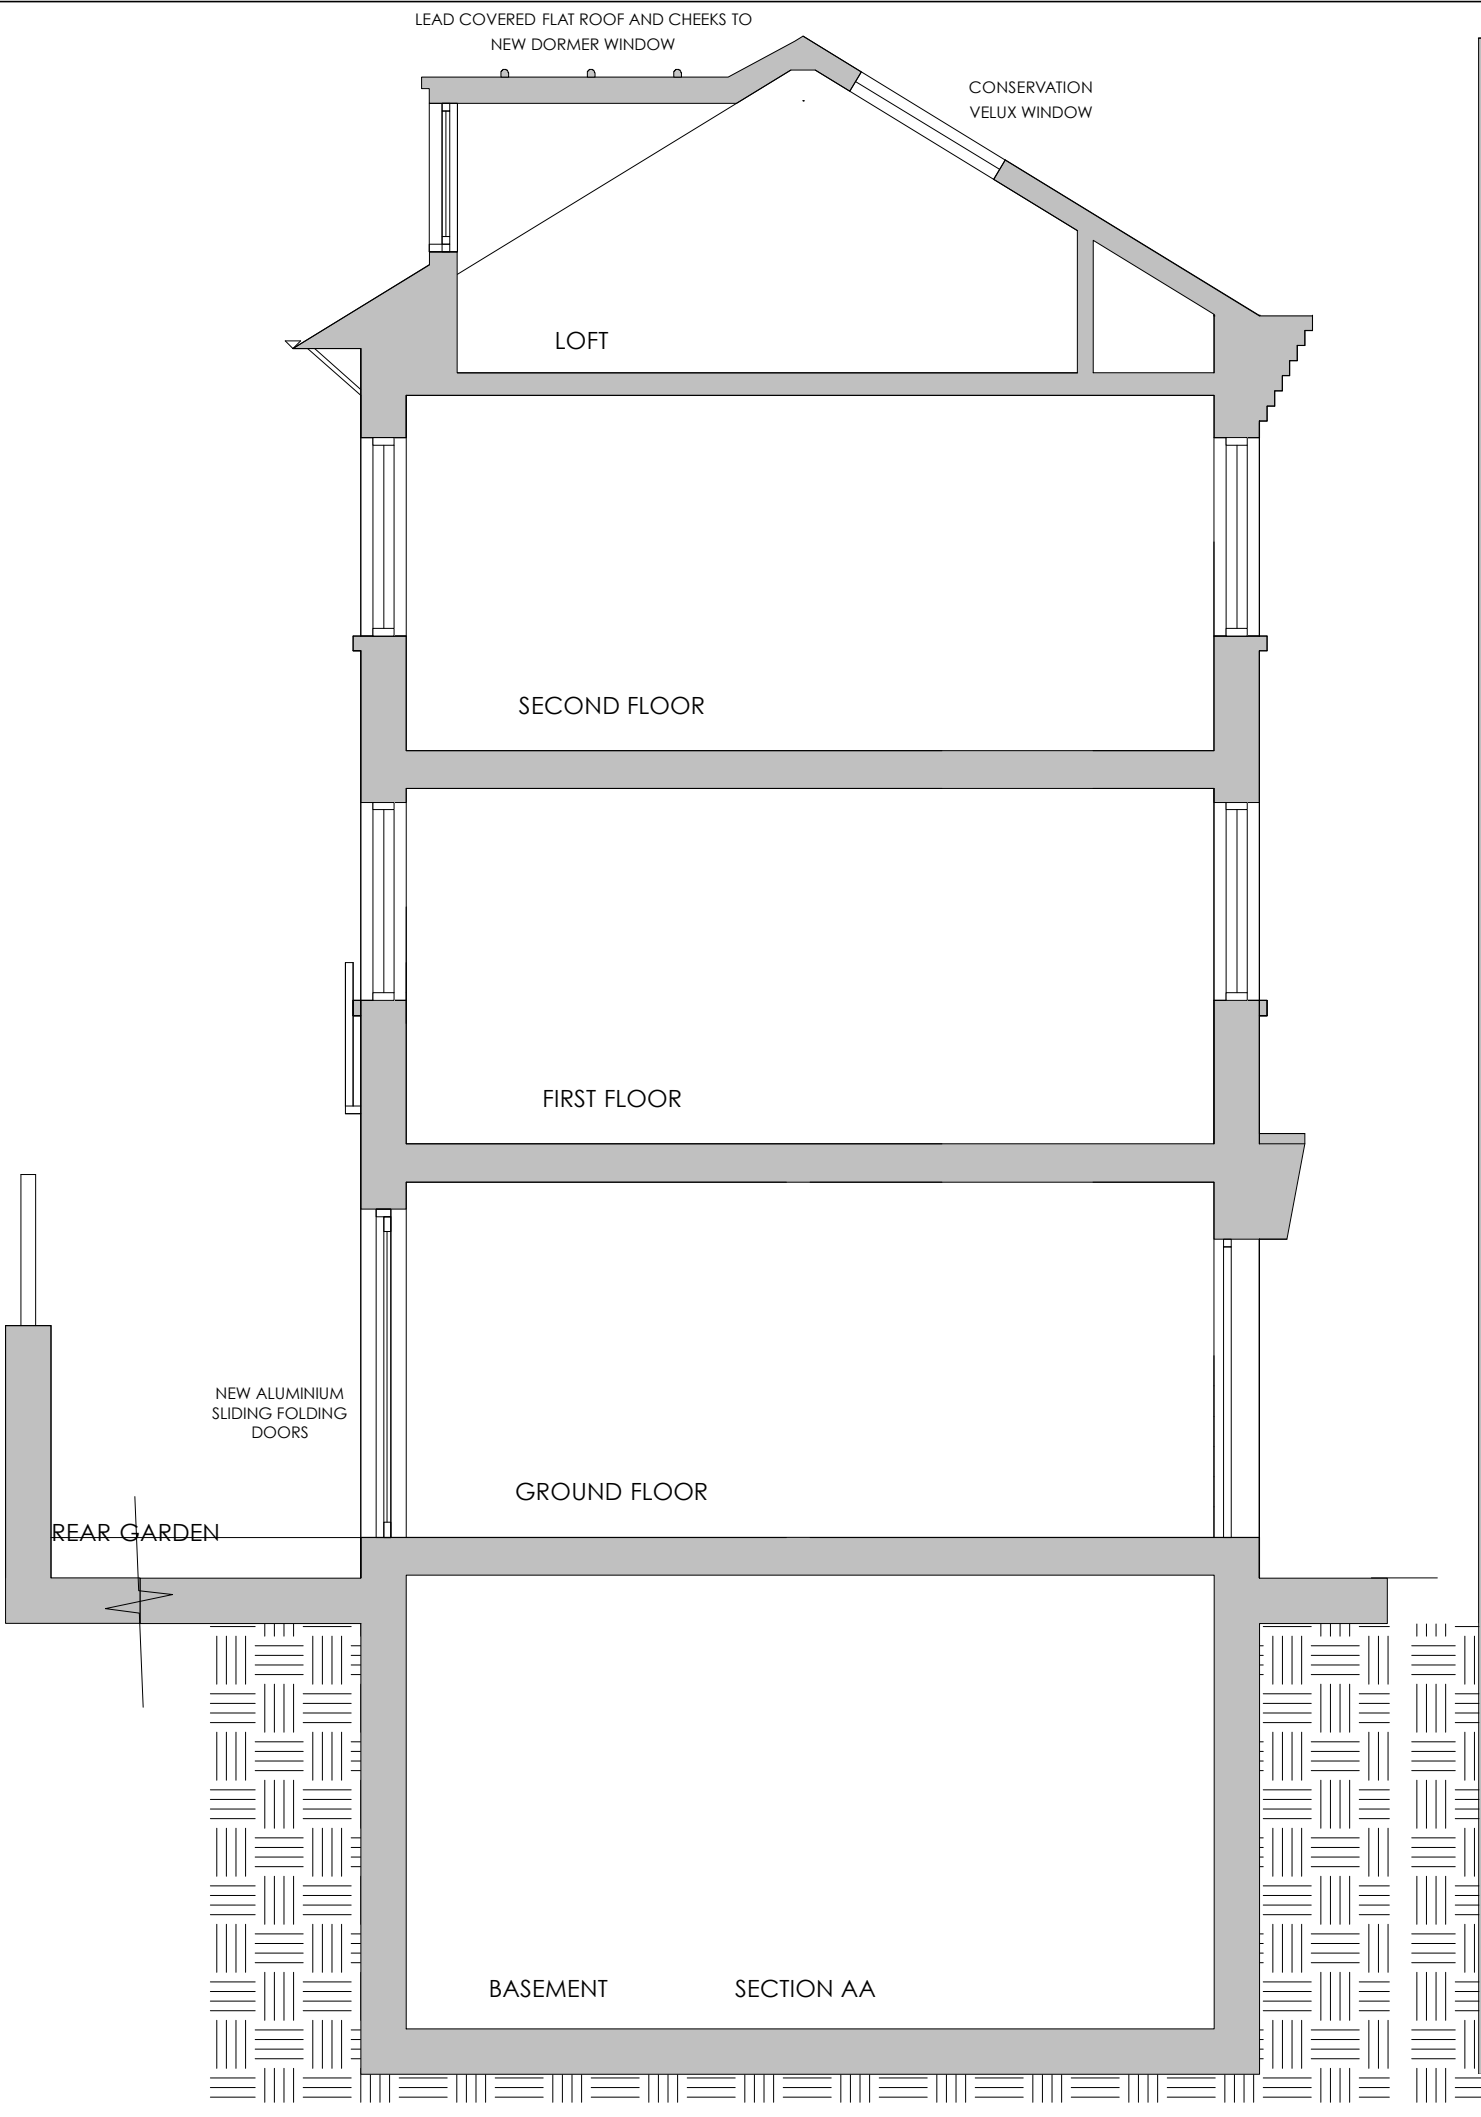 LEAD COVERED FLAT ROOF AND CHEEKS TO
NEW DORMER WINDOW
CONSERVATION
VELUX WINDOW
LOFT
SECOND FLOOR
FIRST FLOOR
NEW ALUMINIUM
SLIDING FOLDING
DOORS
GROUND FLOOR
REAR GARDEN
BASEMENT
SECTION AA